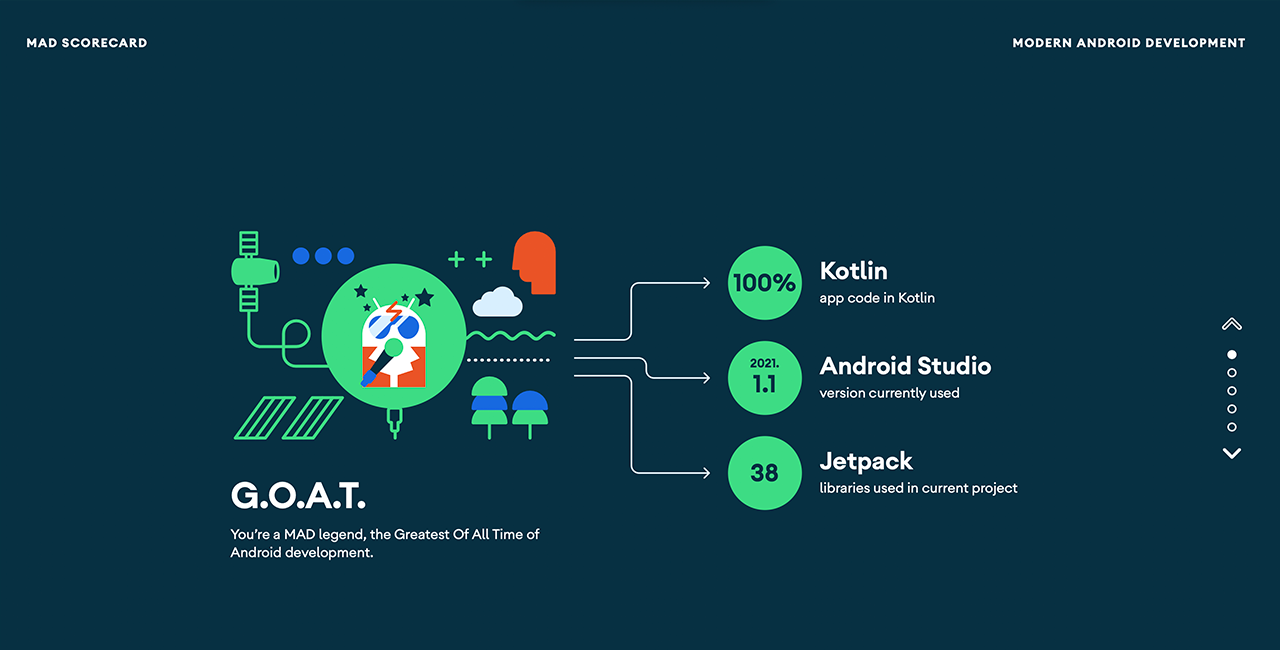 MAD SCORECARD
MODERN ANDROID DEVELOPMENT
G.O.A.T.
You’re a MAD legend, the Greatest Of All Time of
Android development.
100%
Kotlin
app code in Kotlin
2021.
1.1
Android Studio
version currently used
38
Jetpack
libraries used in current project